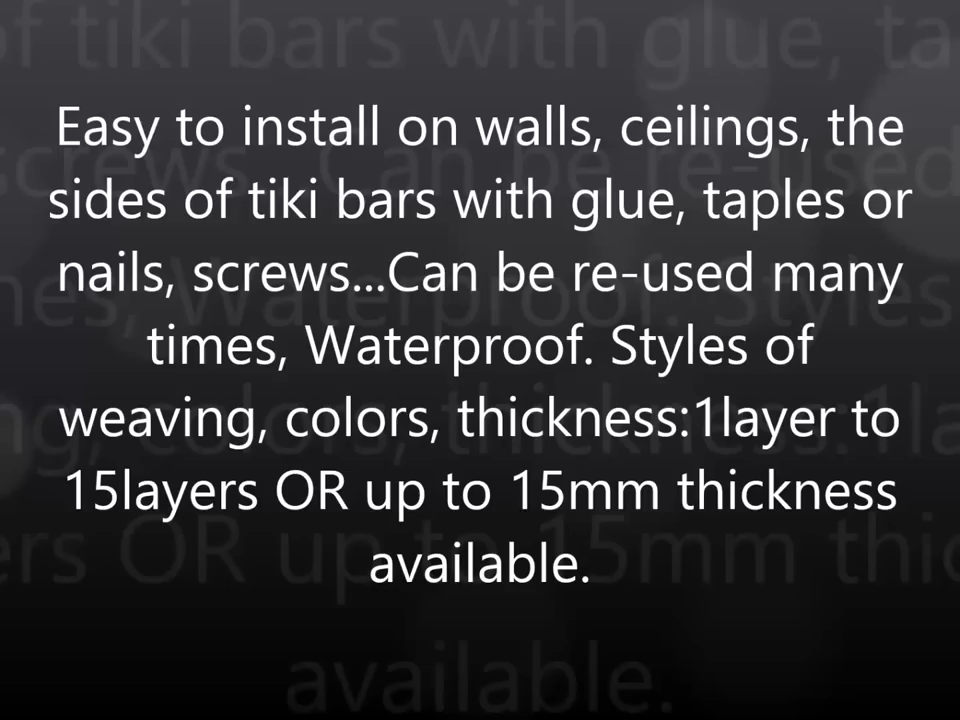 Easy to install on walls, ceilings, the
sides of tiki bars with glue, taples or
nails, screws...Can be re-used many
times, Waterproof. Styles of
weaving, colors, thickness:1layer to
15layers OR up to 15mm thickness
available.